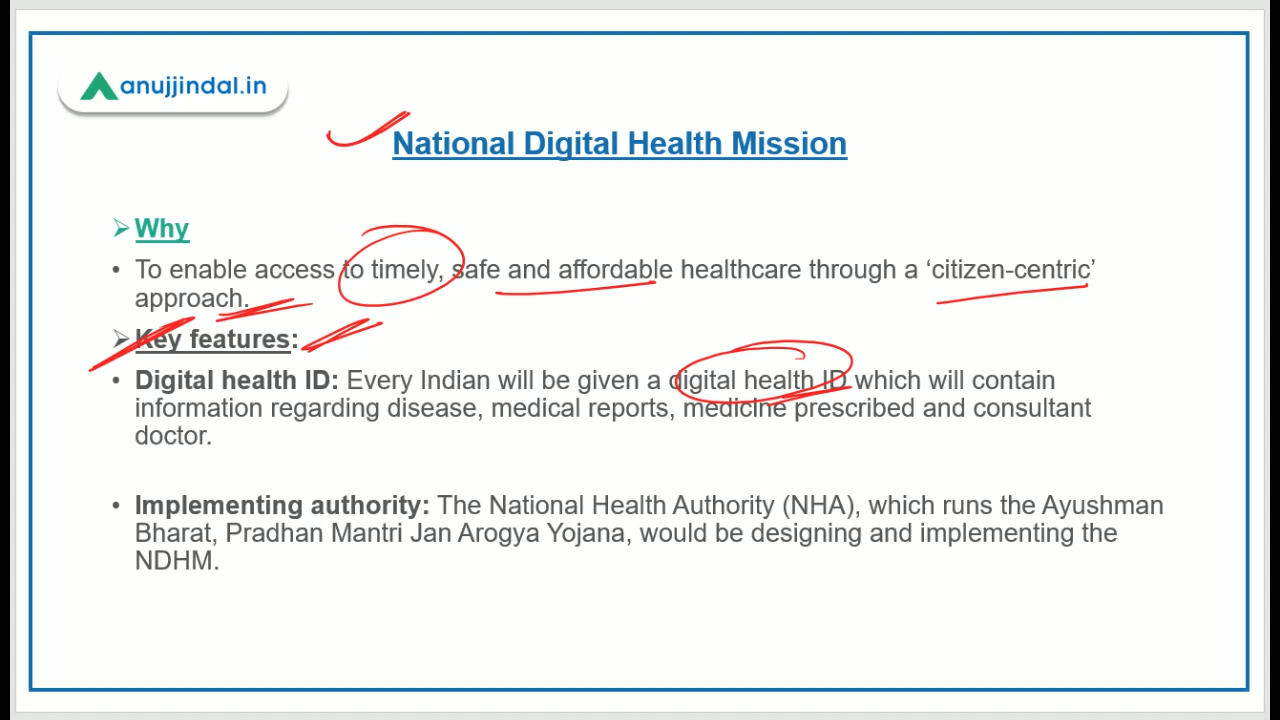 anujjindal.in
National Digital Health Mission
Why
• To enable access to timely, safe and affordable healthcare through a ‘citizen-centric’
approach.
Key features:
• Digital health ID: Every Indian will be given a digital health ID which will contain
information regarding disease, medical reports, medicine prescribed and consultant
doctor.
• Implementing authority: The National Health Authority (NHA), which runs the Ayushman
Bharat, Pradhan Mantri Jan Arogya Yojana, would be designing and implementing the
NDHM.